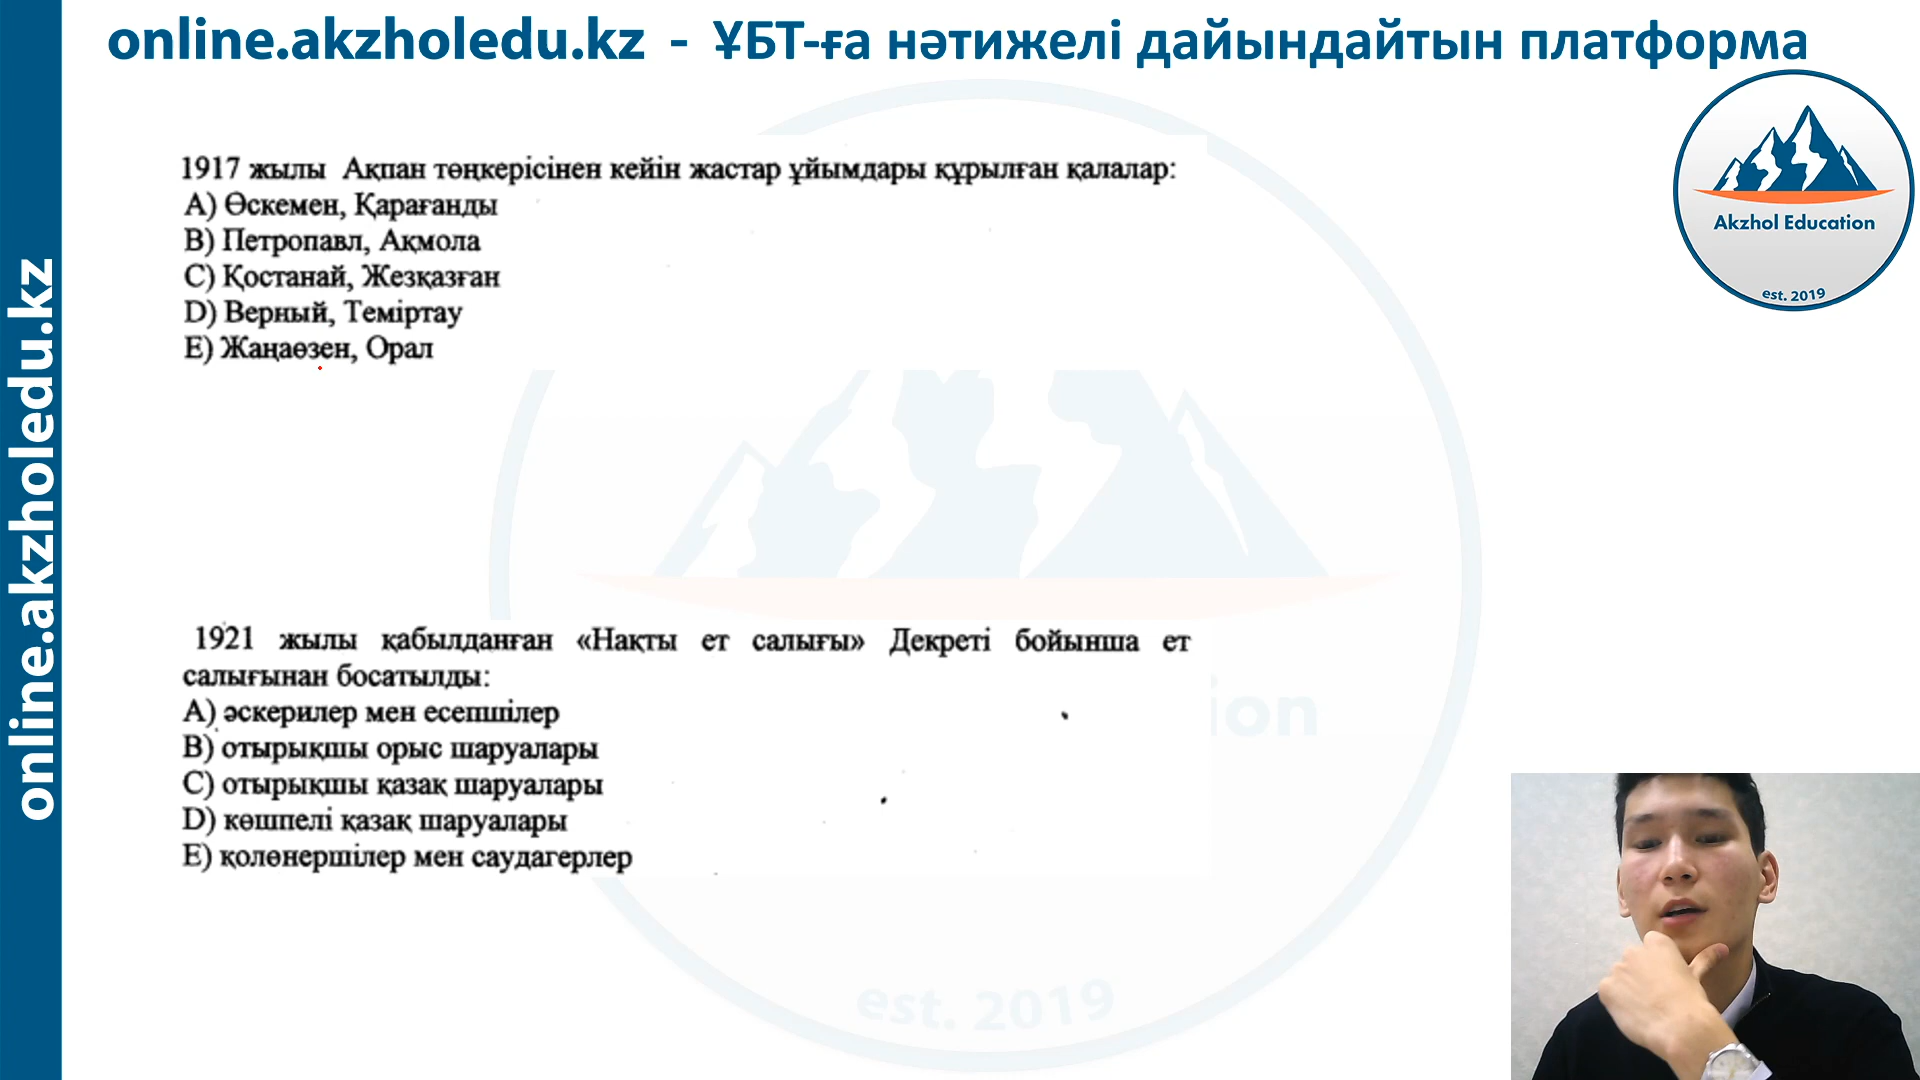 online.akzholedu.kz - ҰБТ-ға нәтижелі дайындайтын платформа
Akzhol Education
est. 2019
online.akzholedu.kz
1917 жылы Ақпан төңкерісінен кейін жастар ұйымдары құрылған қалалар:
A) Өскемен, Қарағанды
B) Петропавл, Ақмола
C) Қостанай, Жезқазған
D) Верный, Теміртау
E) Жаңаөзен, Орал
1921 жылы қабылданған «Нақты ет салығы» Декреті бойынша ет
салығынан босатылды:
A) әскерилер мен есепшілер
B) отырықшы орыс шаруалары
C) отырықшы қазақ шаруалары
D) көшпелі қазақ шаруалары
E) қолөнершілер мен саудагерлер
ion
est. 2019